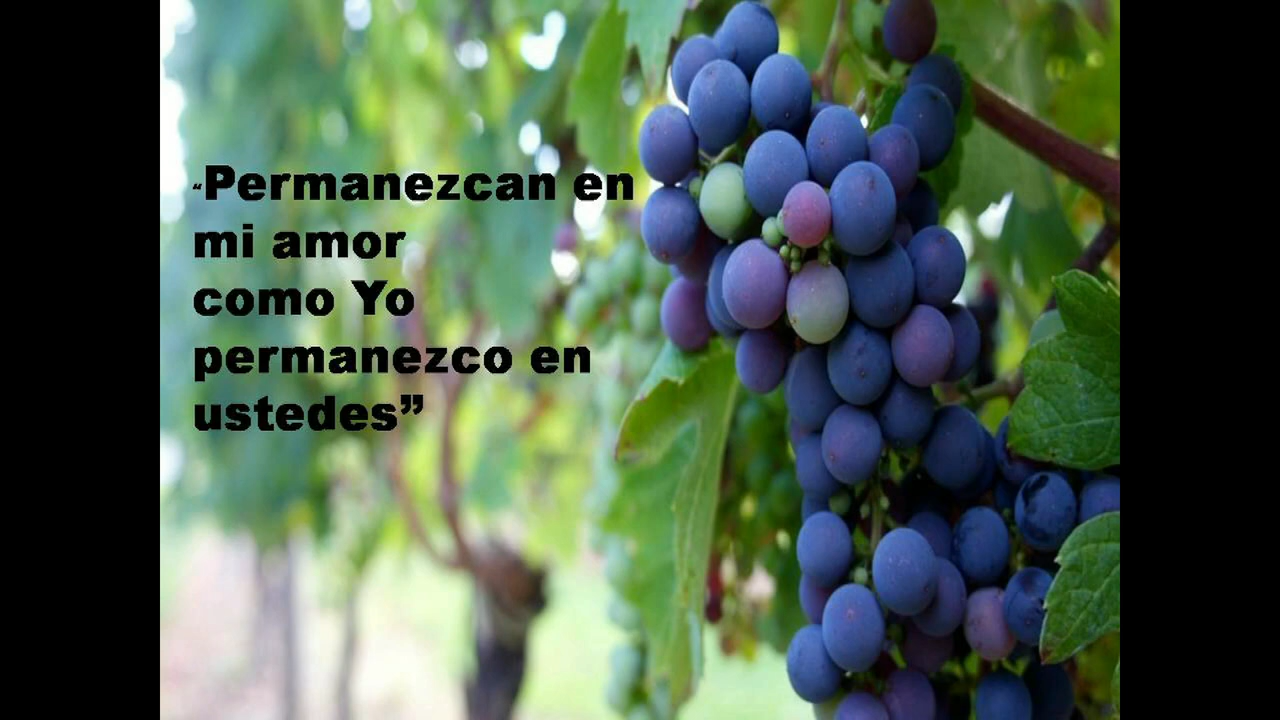 “Permanezcan en
mi amor
como Yo
permanezco en
ustedes”